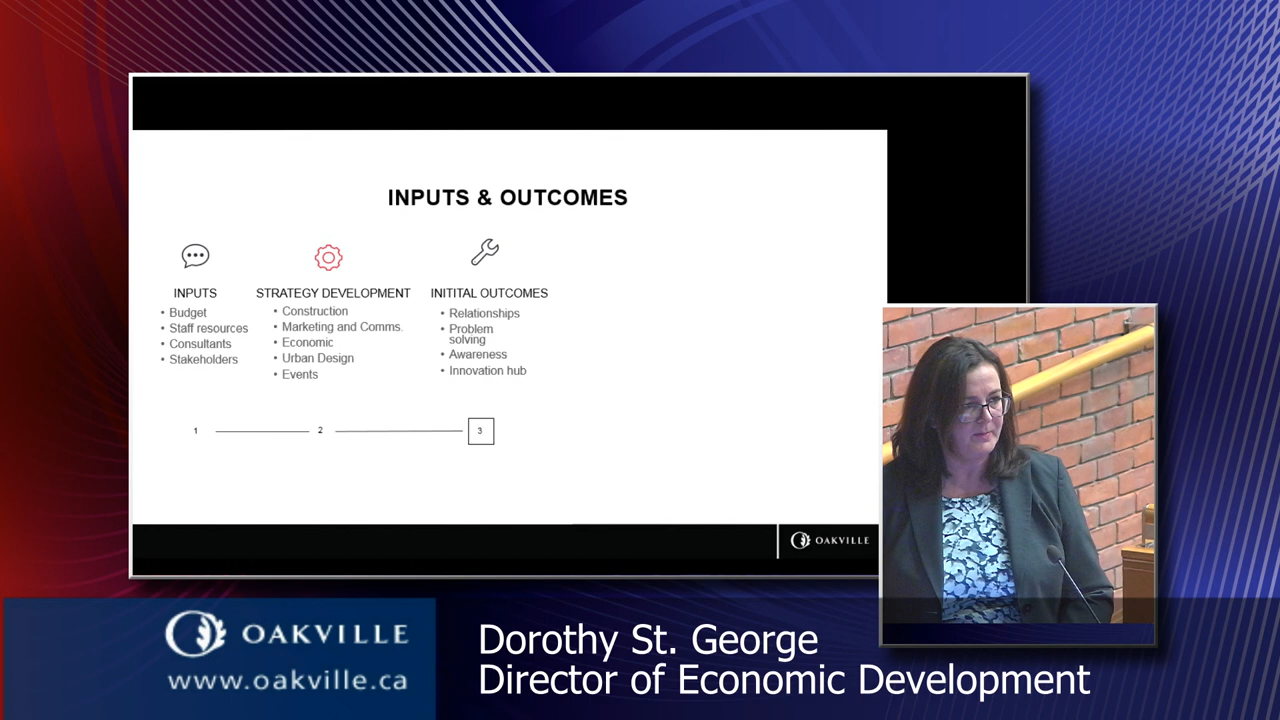 INPUTS & OUTCOMES
INPUTS
• Budget
• Staff resources
• Consultants
• Stakeholders
STRATEGY DEVELOPMENT
• Construction
• Marketing and Comms.
• Economic
• Urban Design
• Events
INITITAL OUTCOMES
• Relationships
• Problem
solving
• Awareness
• Innovation hub
1
2
3
OAKVILLE
OAKVILLE
www.oakville.ca
Dorothy St. George
Director of Economic Development